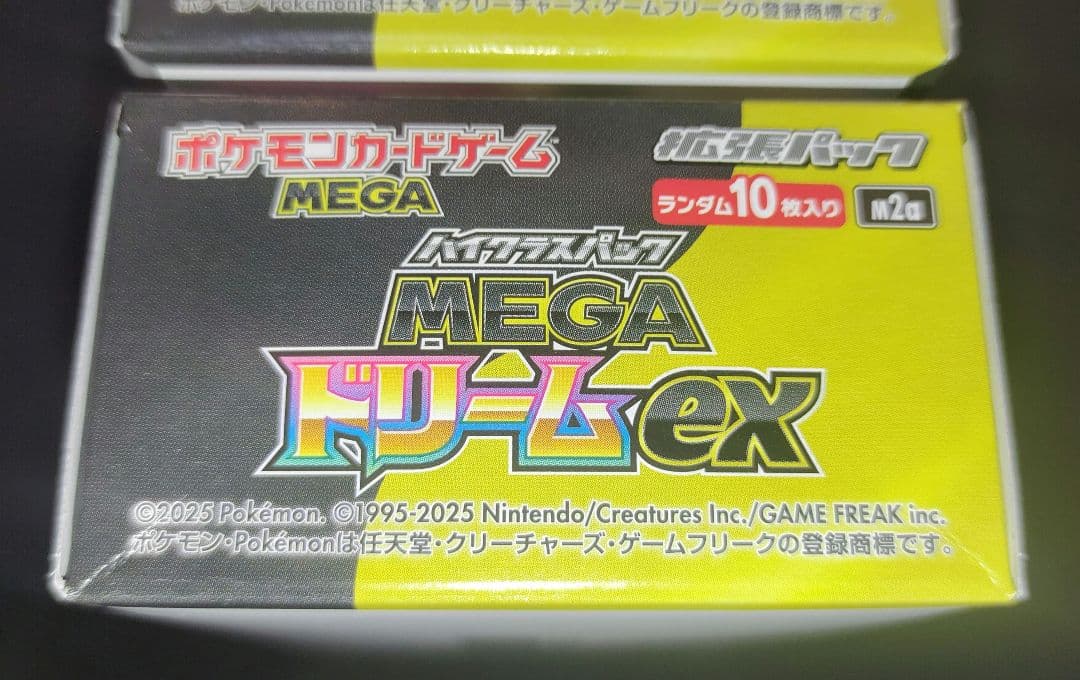 ポケモン・Pokémonは任天堂・クリーチャーズ・ゲームフリークの登録商標です。
ポケモンカードゲーム
MEGA
拡張パック
ランダム10枚入り
M2a
ハイクラスパック
MEGA
ドリームex
©2025 Pokémon. ©1995-2025 Nintendo/Creatures Inc./GAME FREAK inc.
ポケモン・Pokémonは任天堂・クリーチャーズ・ゲームフリークの登録商標です。